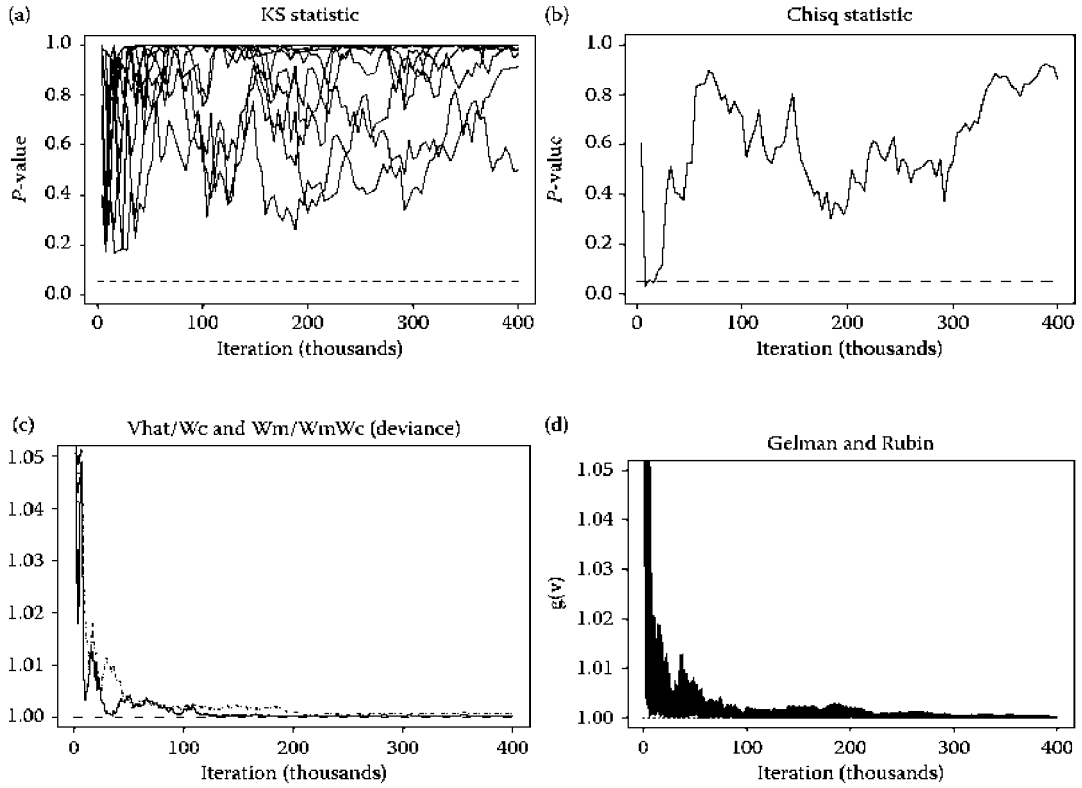 (a)
KS statistic
1.0
0.8
0.6
0.4
0.2
0.0
P-value
0
100
200
300
400
Iteration (thousands)
(b)
Chisq statistic
1.0
0.8
0.6
0.4
0.2
0.0
P-value
0
100
200
300
400
Iteration (thousands)
(c)
Vhat/Wc and Wm/WmWc (deviance)
1.05
1.04
1.03
1.02
1.01
1.00
0
100
200
300
400
Iteration (thousands)
(d)
Gelman and Rubin
1.05
1.04
1.03
1.02
1.01
1.00
g(v)
0
100
200
300
400
Iteration (thousands)